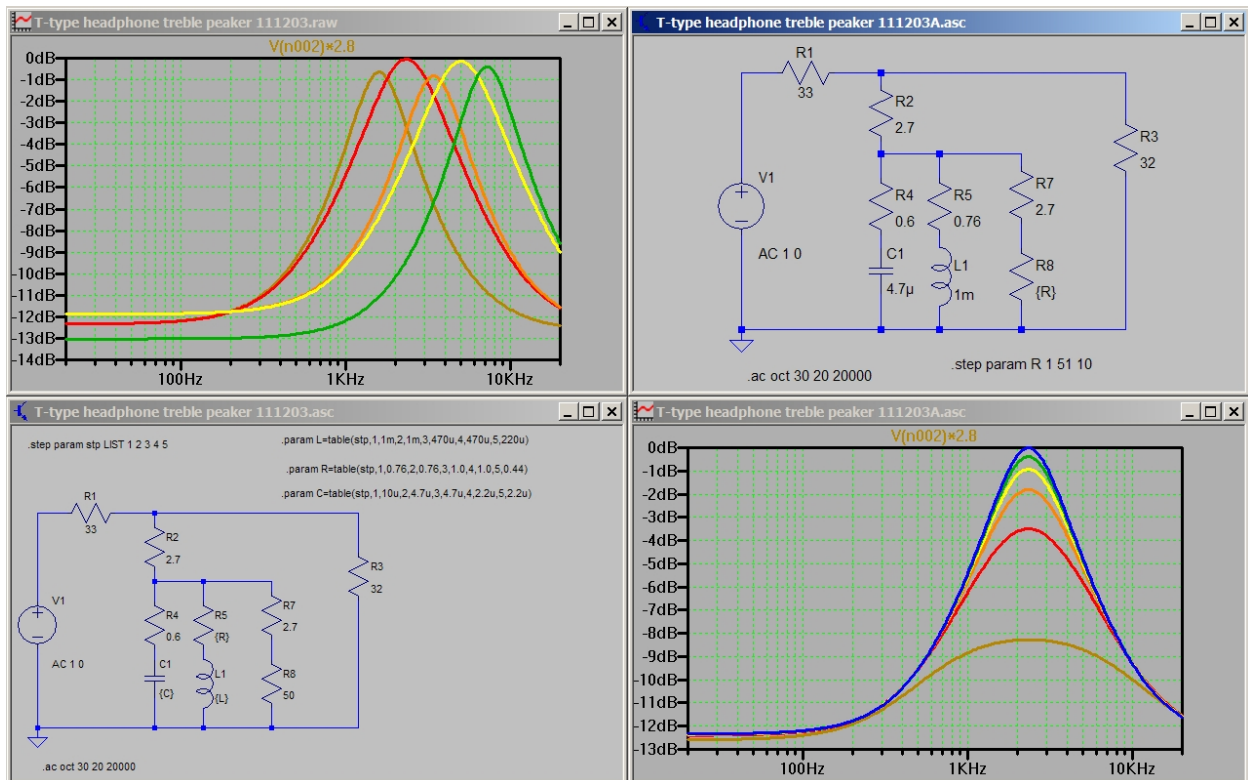 T-type headphone treble peaker 111203.raw
V(n002)*2.8
0dB
-1dB
-2dB
-3dB
-4dB
-5dB
-6dB
-7dB
-8dB
-9dB
-10dB
-11dB
-12dB
-13dB
-14dB
100Hz 1KHz 10KHz
T-type headphone treble peaker 111203A.asc
R1
33
R2
2.7
R3
32
V1
AC 1 0
R4
0.6
R5
0.76
R7
2.7
C1
4.7µ
L1
1m
R8
{R}
.step param R 1 51 10
.ac oct 30 20 20000
T-type headphone treble peaker 111203.asc
.step param stp LIST 1 2 3 4 5
.param L=table(stp,1,1m,2,1m,3,470u,4,470u,5,220u)
.param R=table(stp,1,0.76,2,0.76,3,1.0,4,1.0,5,0.44)
.param C=table(stp,1,10u,2,4.7u,3,4.7u,4,2.2u,5,2.2u)
R1
33
R2
2.7
R3
32
V1
AC 1 0
R4
0.6
R5
{R}
R7
2.7
C1
{C}
L1
{L}
R8
50
.ac oct 30 20 20000
T-type headphone treble peaker 111203A.asc
V(n002)*2.8
0dB
-1dB
-2dB
-3dB
-4dB
-5dB
-6dB
-7dB
-8dB
-9dB
-10dB
-11dB
-12dB
-13dB
100Hz 1KHz 10KHz